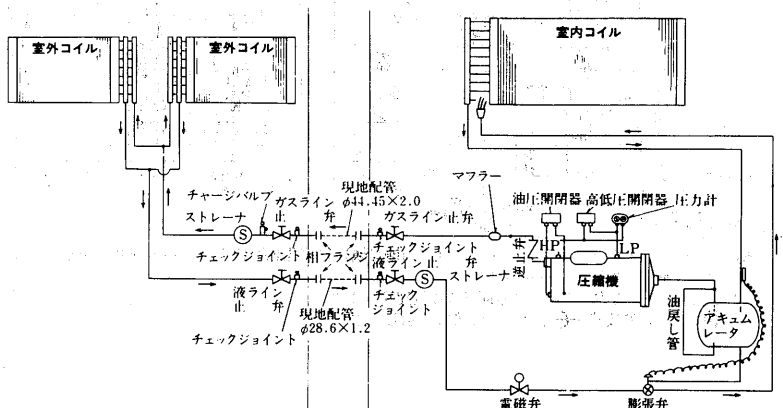 室外コイル
室外コイル
室内コイル
マフラー
油圧開閉器
高低圧開閉器
圧力計
チャージバルブ
ストレーナ
ガスライン
止 弁
現地配管
φ44.45×2.0
ガスライン止弁
チェックジョイント
相フランジ
チェックジョイント
液ライン止弁
ストレーナ
逆止弁
HP
LP
圧縮機
S
S
液ライン
止 弁
チェックジョイント
現地配管
φ28.6×1.2
チェック
ジョイント
油戻し管
アキュム
レータ
電磁弁
膨張弁